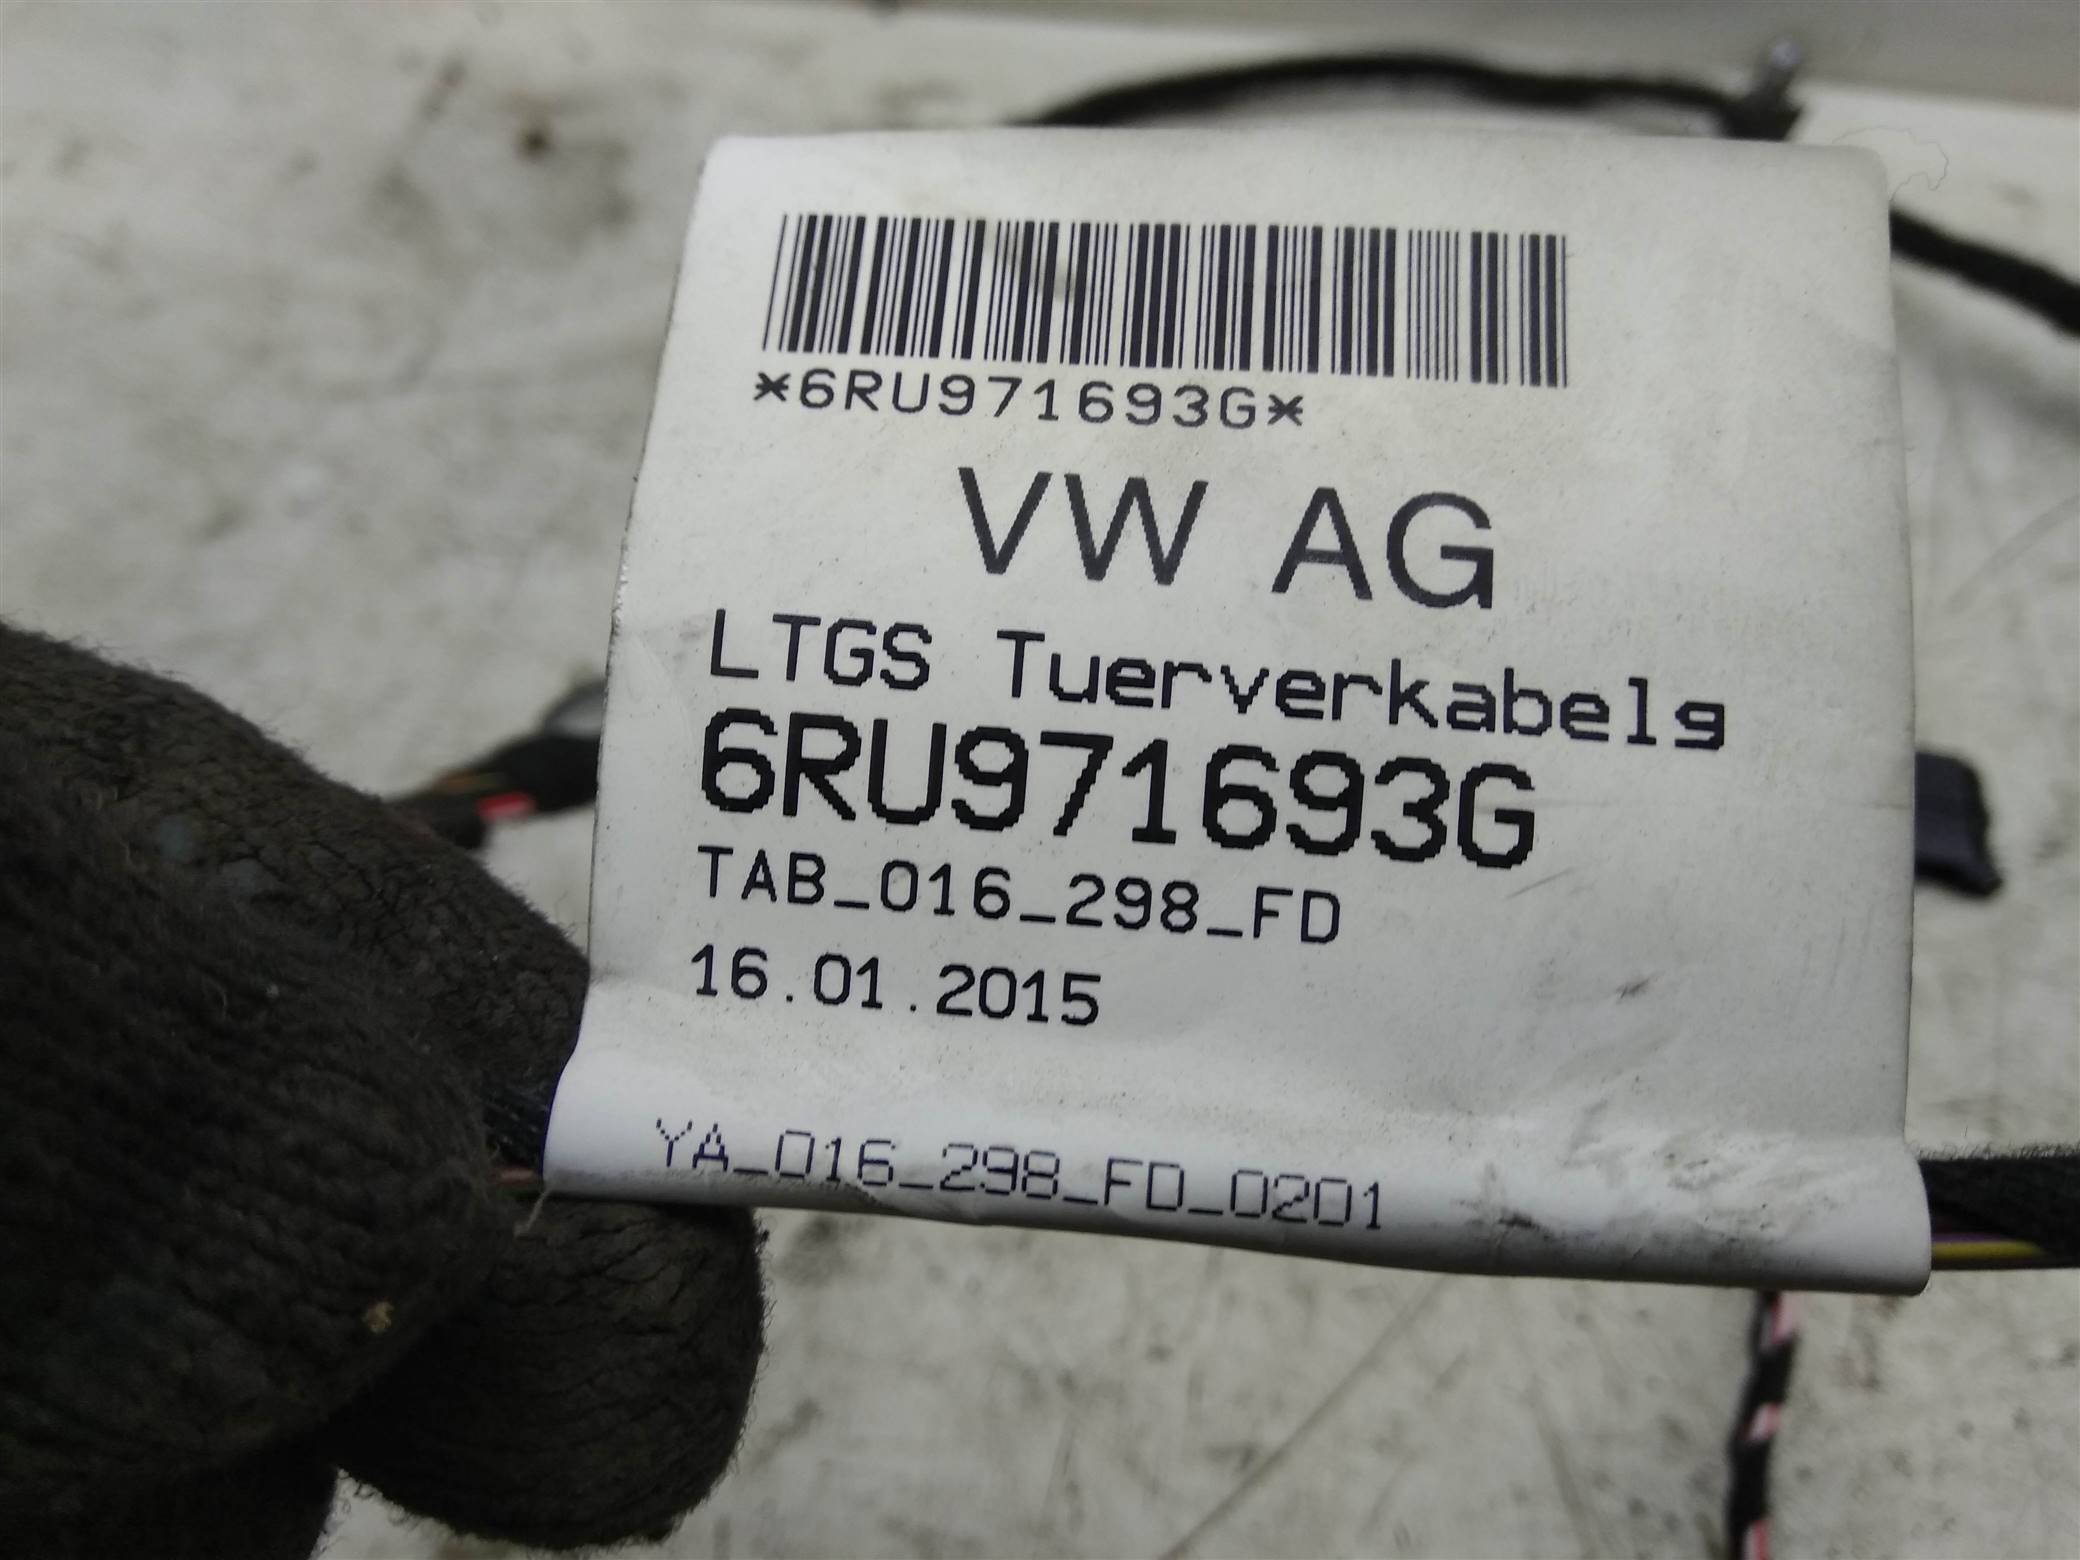 *6RU971693G*
VW AG
LTGS Tuerverkabelg
6RU971693G
TAB_016_298_FD
16.01.2015
YA_016_298_FD_0201